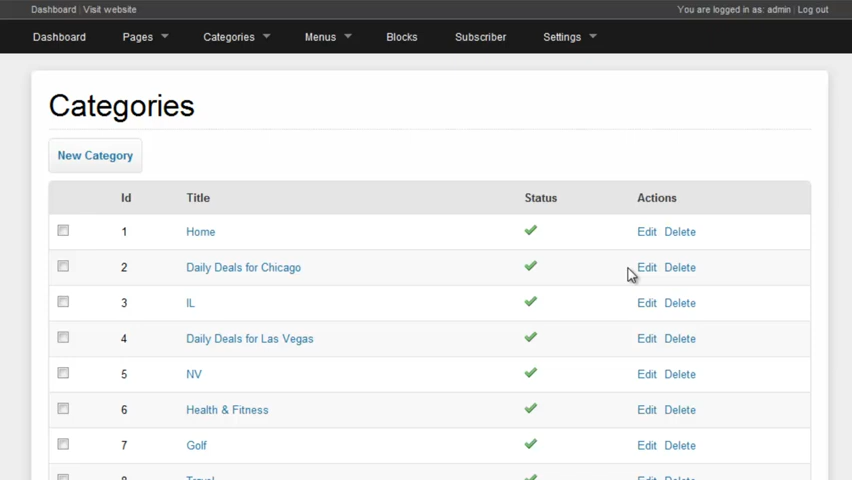 Dashboard | Visit website
You are logged in as: admin | Log out
Dashboard Pages Categories Menus Blocks Subscriber Settings
Categories
New Category
Id Title Status Actions
1 Home Edit Delete
2 Daily Deals for Chicago Edit Delete
3 IL Edit Delete
4 Daily Deals for Las Vegas Edit Delete
5 NV Edit Delete
6 Health & Fitness Edit Delete
7 Golf Edit Delete